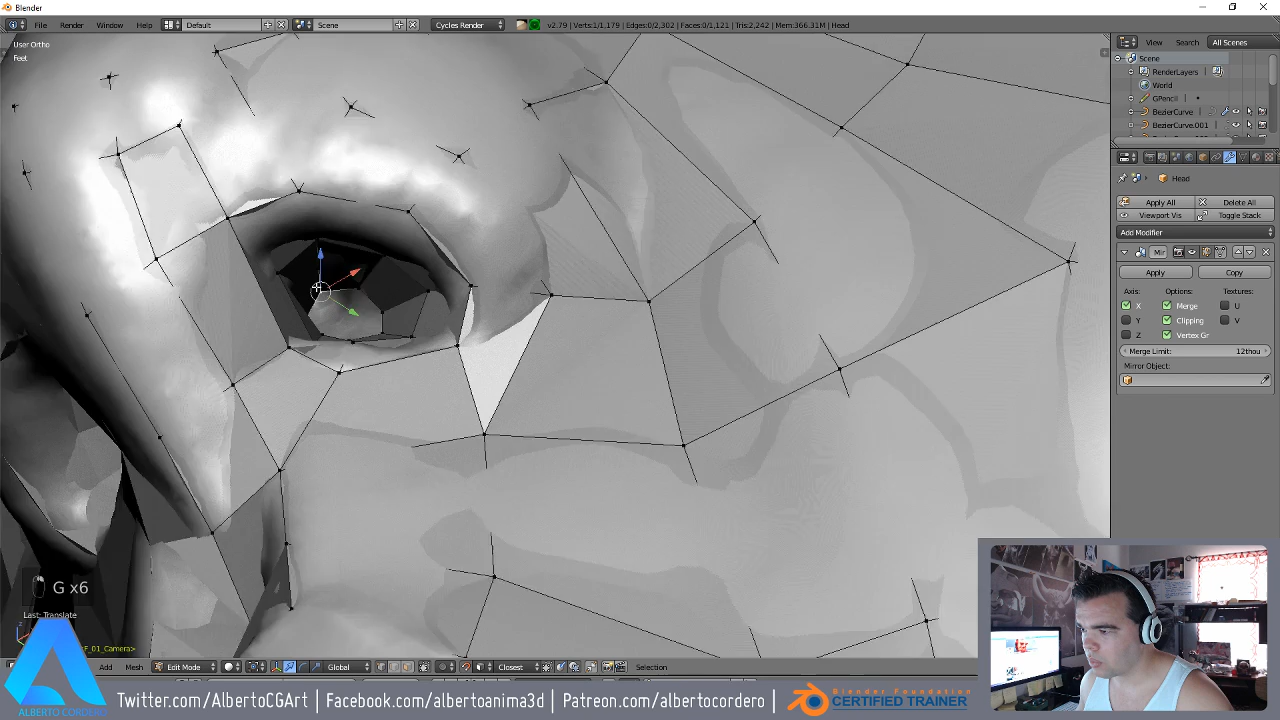 Blender
File Render Window Help Default Scene Cycles Render v2.79 | Verts:1/1,179 | Edges:0/2,302 | Faces:0/1,121 | Tris:2,242 | Mem:366.31M | Head
User Ortho
Feet
View Search All Scenes
Scene
RenderLayers
World
GPencil
BezierCurve
BezierCurve.001
Head
Apply All Delete All
Viewport Vis Toggle Stack
Add Modifier
Mir
Apply Copy
Axis: Options: Textures:
X Merge U
Y Clipping V
Z Vertex Gr
Merge Limit: 12thou
Mirror Object:
G x6
Last: Translate
F_01_Camera>
Add Mesh Edit Mode Global Closest Selection
ALBERTO CORDERO
Twitter.com/AlbertoCGArt | Facebook.com/albertoanima3d | Patreon.com/albertocordero |
Blender Foundation
CERTIFIED TRAINER